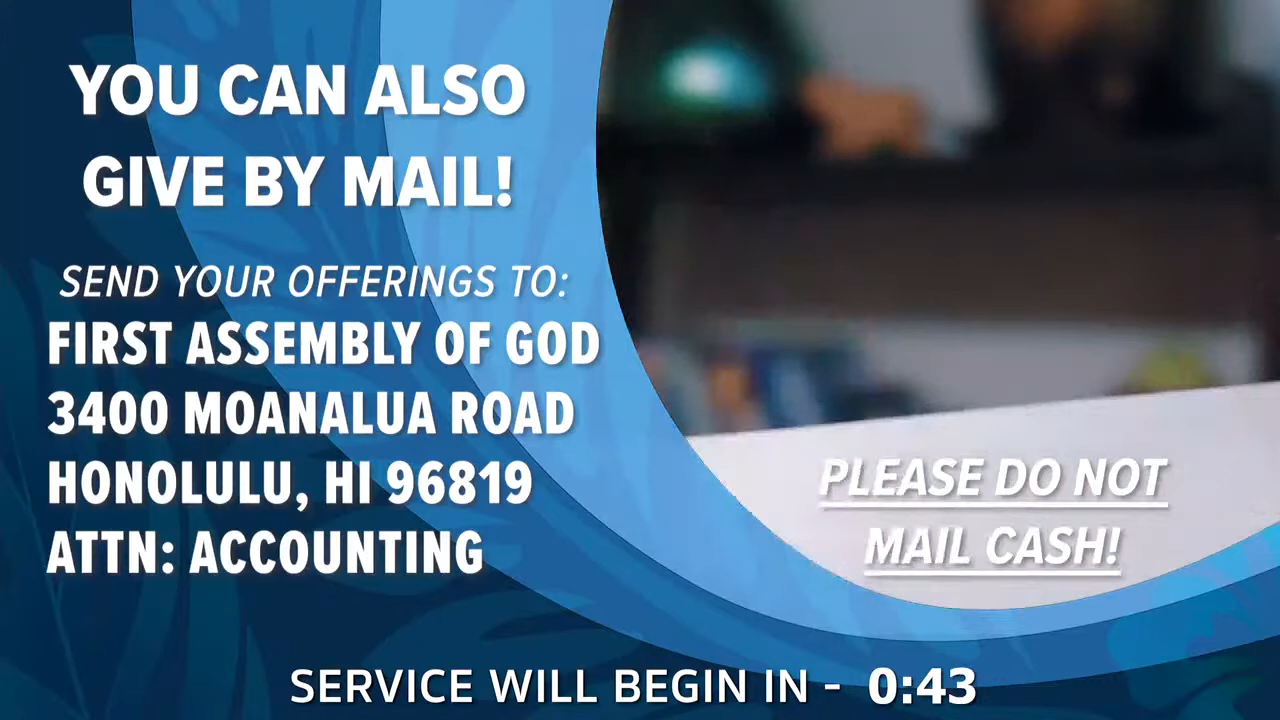 YOU CAN ALSO
GIVE BY MAIL!
SEND YOUR OFFERINGS TO:
FIRST ASSEMBLY OF GOD
3400 MOANALUA ROAD
HONOLULU, HI 96819
ATTN: ACCOUNTING
PLEASE DO NOT
MAIL CASH!
SERVICE WILL BEGIN IN - 0:43